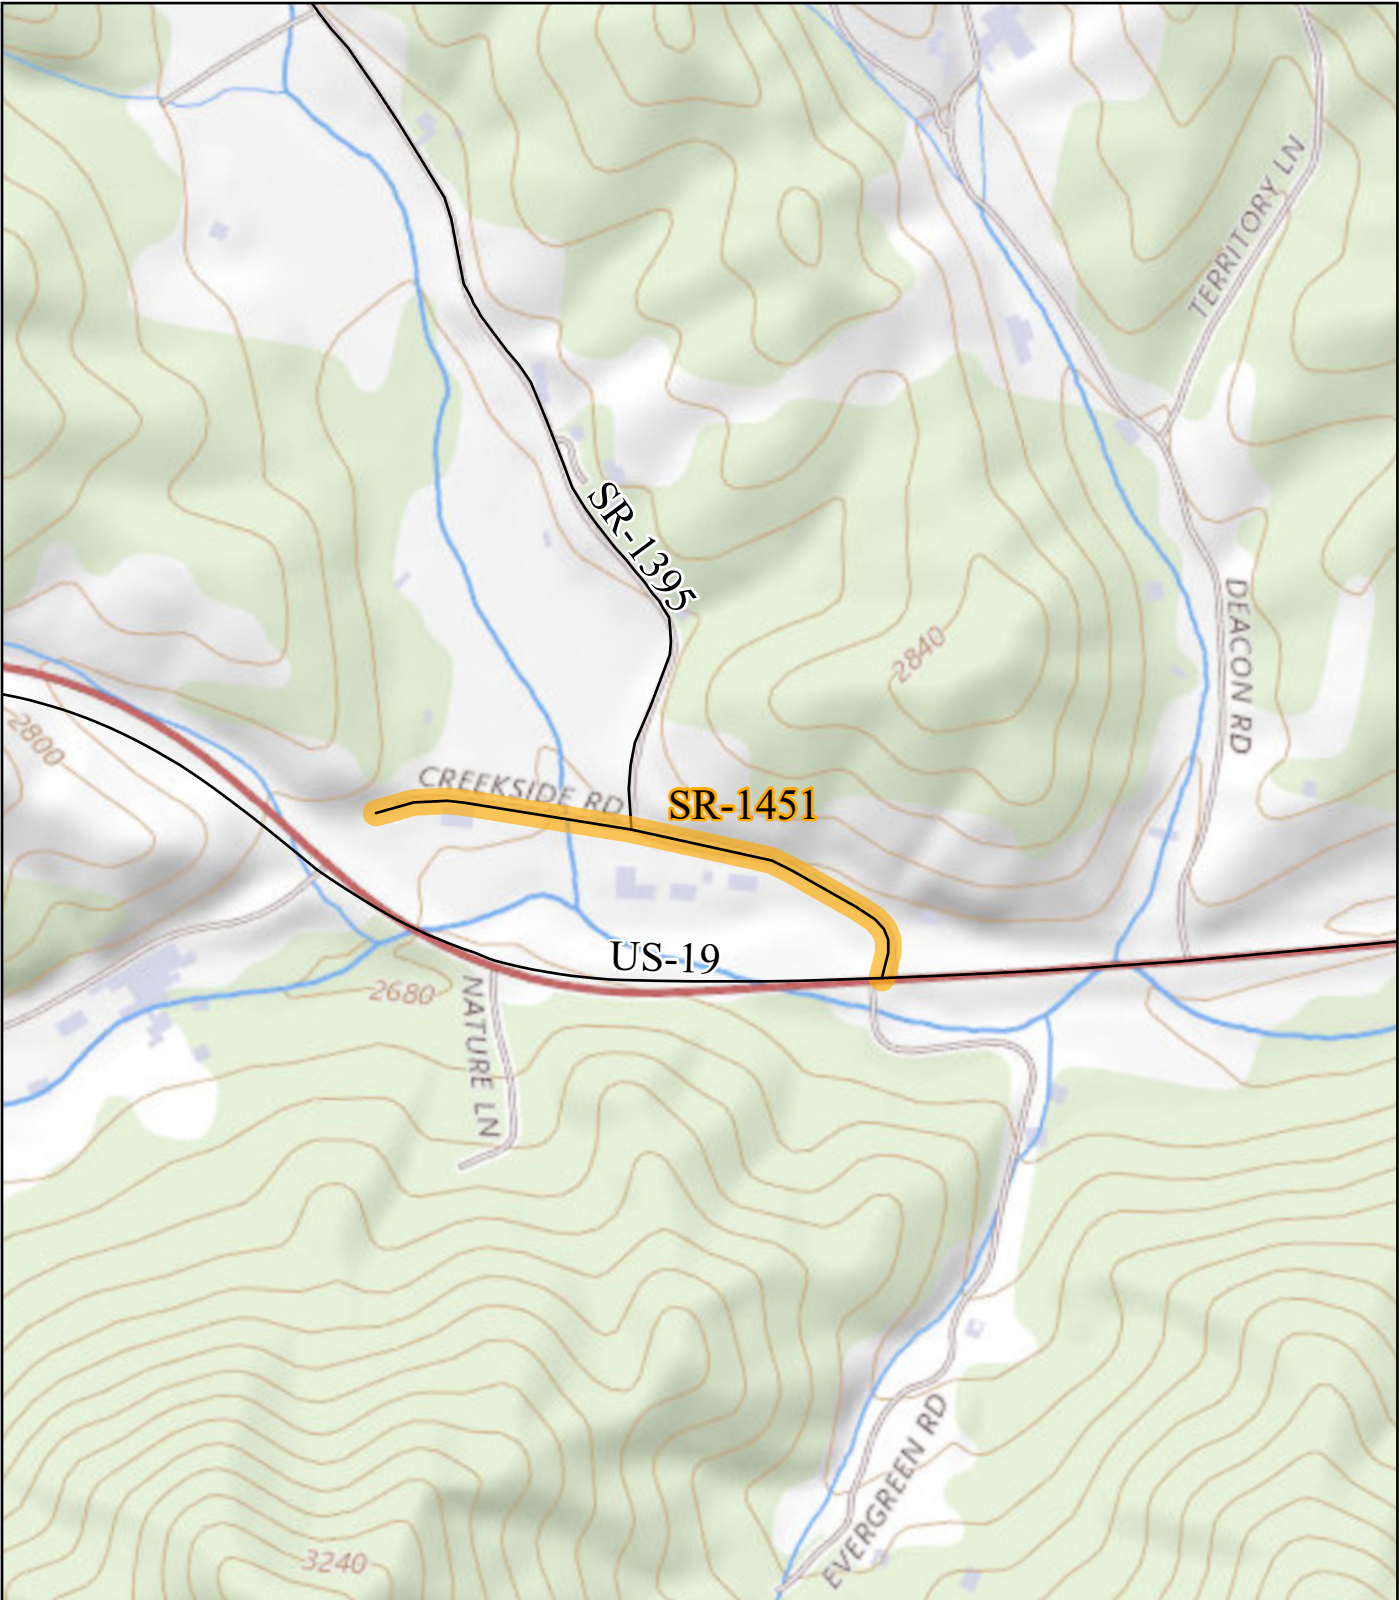 TERRITORY LN
SR-1395
DEACON RD
2840
2800
CREEKSIDE RD
SR-1451
US-19
2680
NATURE LN
EVERGREEN RD
3240